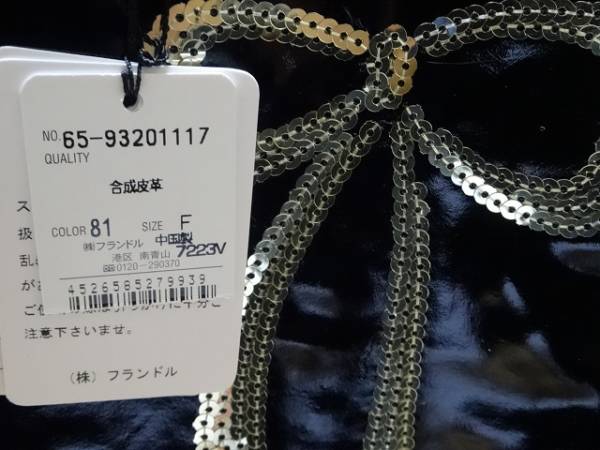 NO. 65-93201117
QUALITY
合成皮革
COLOR 81 SIZE F
㈱フランドル 中国製
港区 南青山 7223V
☎0120-290370
4526585279939
ス
扱
乱
があ
ご
注意下さいませ。
(株) フランドル